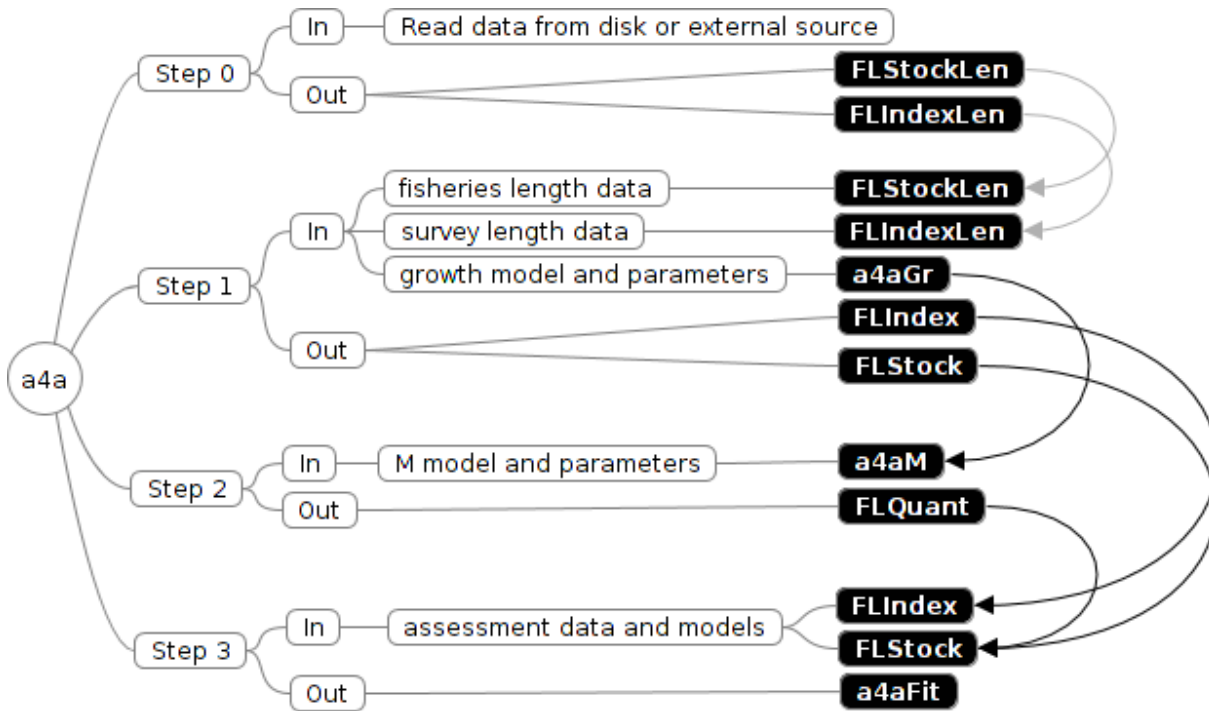 In
Read data from disk or external source
Step 0
Out
FLStockLen
FLIndexLen
fisheries length data
FLStockLen
In
survey length data
FLIndexLen
growth model and parameters
a4aGr
Step 1
FLIndex
Out
FLStock
a4a
In
M model and parameters
a4aM
Step 2
Out
FLQuant
FLIndex
In
assessment data and models
FLStock
Step 3
Out
a4aFit